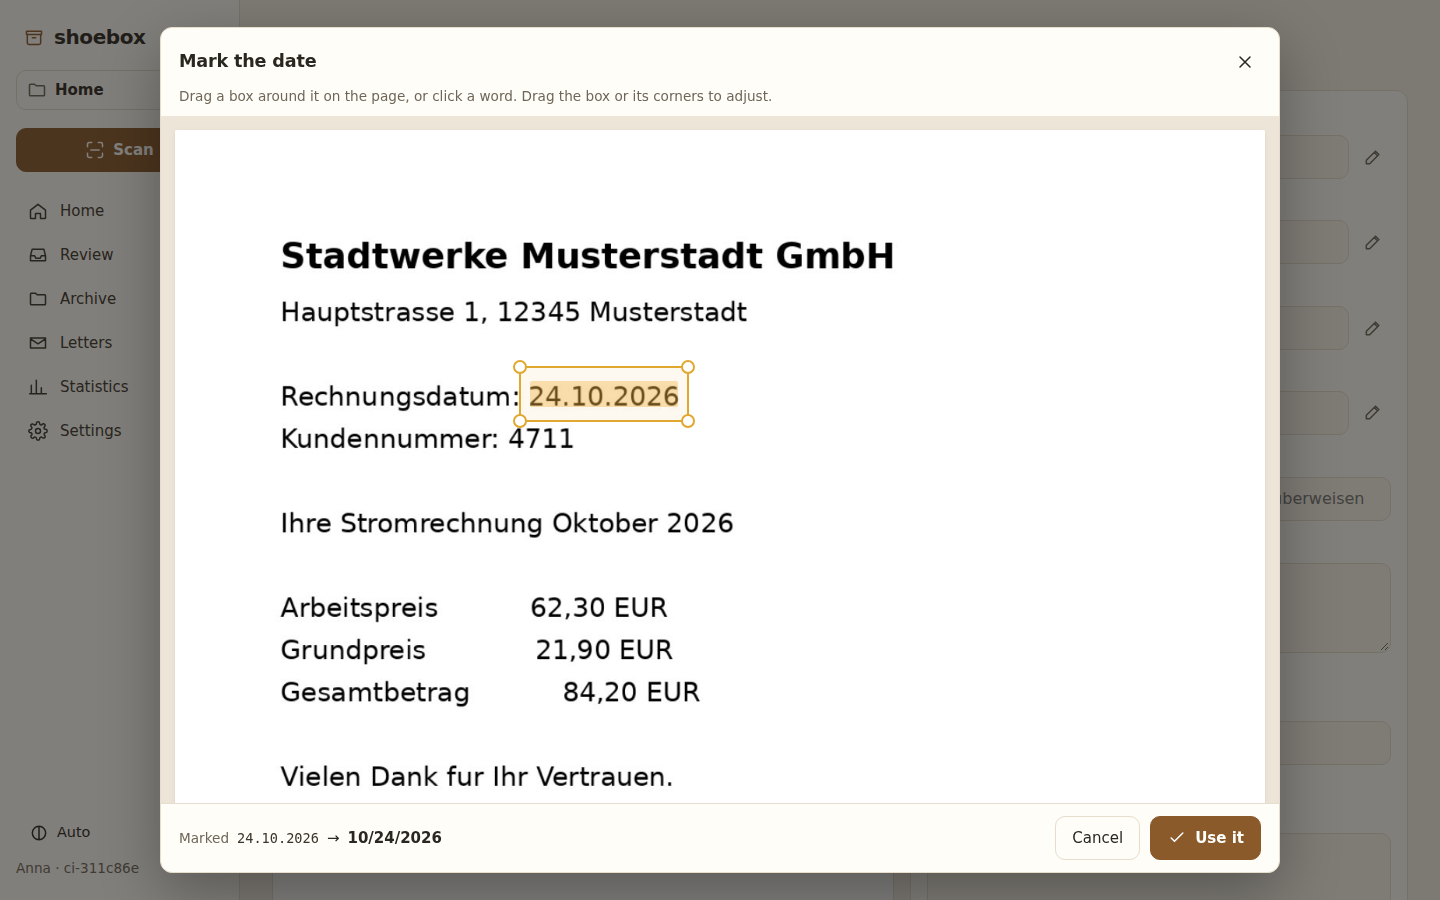 shoebox
Home
Scan
Home
Review
Archive
Letters
Statistics
Settings
Auto
Anna · ci-311c86e
Mark the date
Drag a box around it on the page, or click a word. Drag the box or its corners to adjust.
Stadtwerke Musterstadt GmbH
Hauptstrasse 1, 12345 Musterstadt
Rechnungsdatum: 24.10.2026
Kundennummer: 4711
Ihre Stromrechnung Oktober 2026
Arbeitspreis 62,30 EUR
Grundpreis 21,90 EUR
Gesamtbetrag 84,20 EUR
Vielen Dank fur Ihr Vertrauen.
Marked 24.10.2026 → 10/24/2026
Cancel
Use it